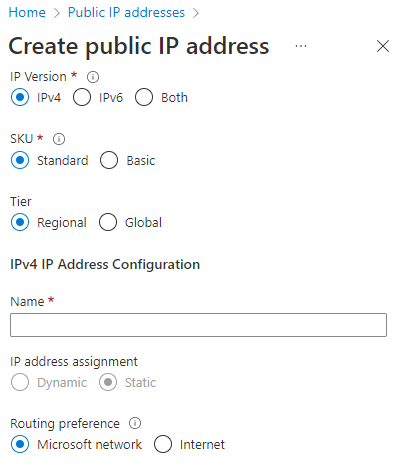 Home > Public IP addresses >
Create public IP address ...
IP Version *
IPv4 IPv6 Both
SKU *
Standard Basic
Tier
Regional Global
IPv4 IP Address Configuration
Name *
IP address assignment
Dynamic Static
Routing preference
Microsoft network Internet